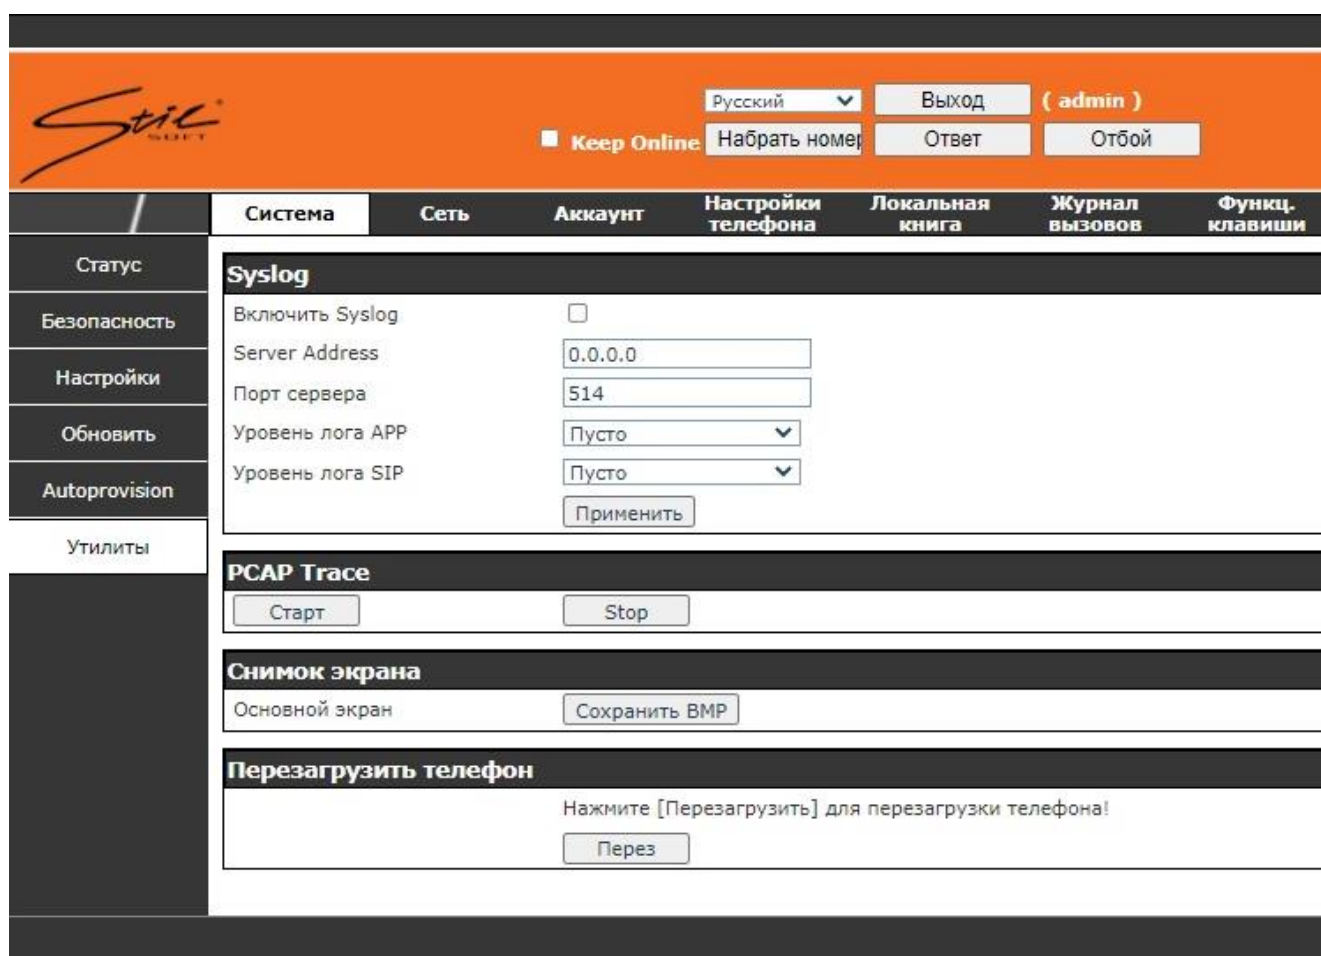 Stil
SOFT
Русский Выход ( admin )
Keep Online Набрать номер Ответ Отбой
Система Сеть Аккаунт Настройки телефона Локальная книга Журнал вызовов Функц. клавиши
Статус
Безопасность
Настройки
Обновить
Autoprovision
Утилиты
Syslog
Включить Syslog
Server Address 0.0.0.0
Порт сервера 514
Уровень лога APP Пусто
Уровень лога SIP Пусто
Применить
PCAP Trace
Старт Stop
Снимок экрана
Основной экран Сохранить BMP
Перезагрузить телефон
Нажмите [Перезагрузить] для перезагрузки телефона!
Перез